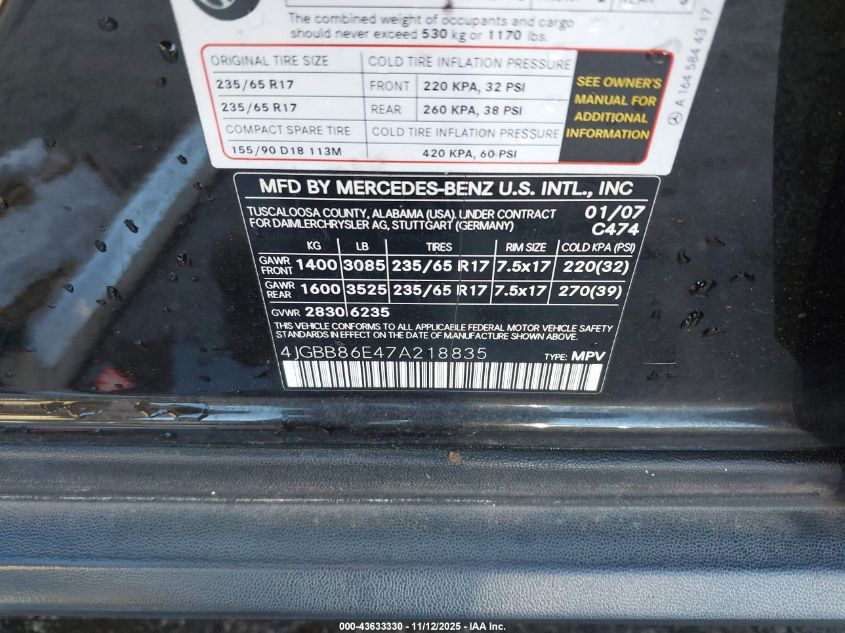 The combined weight of occupants and cargo
should never exceed 530 kg or 1170 lbs.
ORIGINAL TIRE SIZE COLD TIRE INFLATION PRESSURE
235/65 R17 FRONT 220 KPA, 32 PSI
235/65 R17 REAR 260 KPA, 38 PSI
COMPACT SPARE TIRE COLD TIRE INFLATION PRESSURE
155/90 D18 113M 420 KPA, 60 PSI
SEE OWNER'S
MANUAL FOR
ADDITIONAL
INFORMATION
A 164 584 43 17
MFD BY MERCEDES-BENZ U.S. INTL., INC
TUSCALOOSA COUNTY, ALABAMA (USA). UNDER CONTRACT 01/07
FOR DAIMLERCHRYSLER AG, STUTTGART (GERMANY) C474
KG LB TIRES RIM SIZE COLD KPA (PSI)
GAWR FRONT 1400 3085 235/65 R17 7.5x17 220(32)
GAWR REAR 1600 3525 235/65 R17 7.5x17 270(39)
GVWR 2830 6235
THIS VEHICLE CONFORMS TO ALL APPLICABLE FEDERAL MOTOR VEHICLE SAFETY
STANDARDS IN EFFECT ON THE DATE OF MANUFACTURE SHOWN ABOVE.
4JGBB86E47A218835 TYPE: MPV
000-43633330 - 11/12/2025 - IAA Inc.